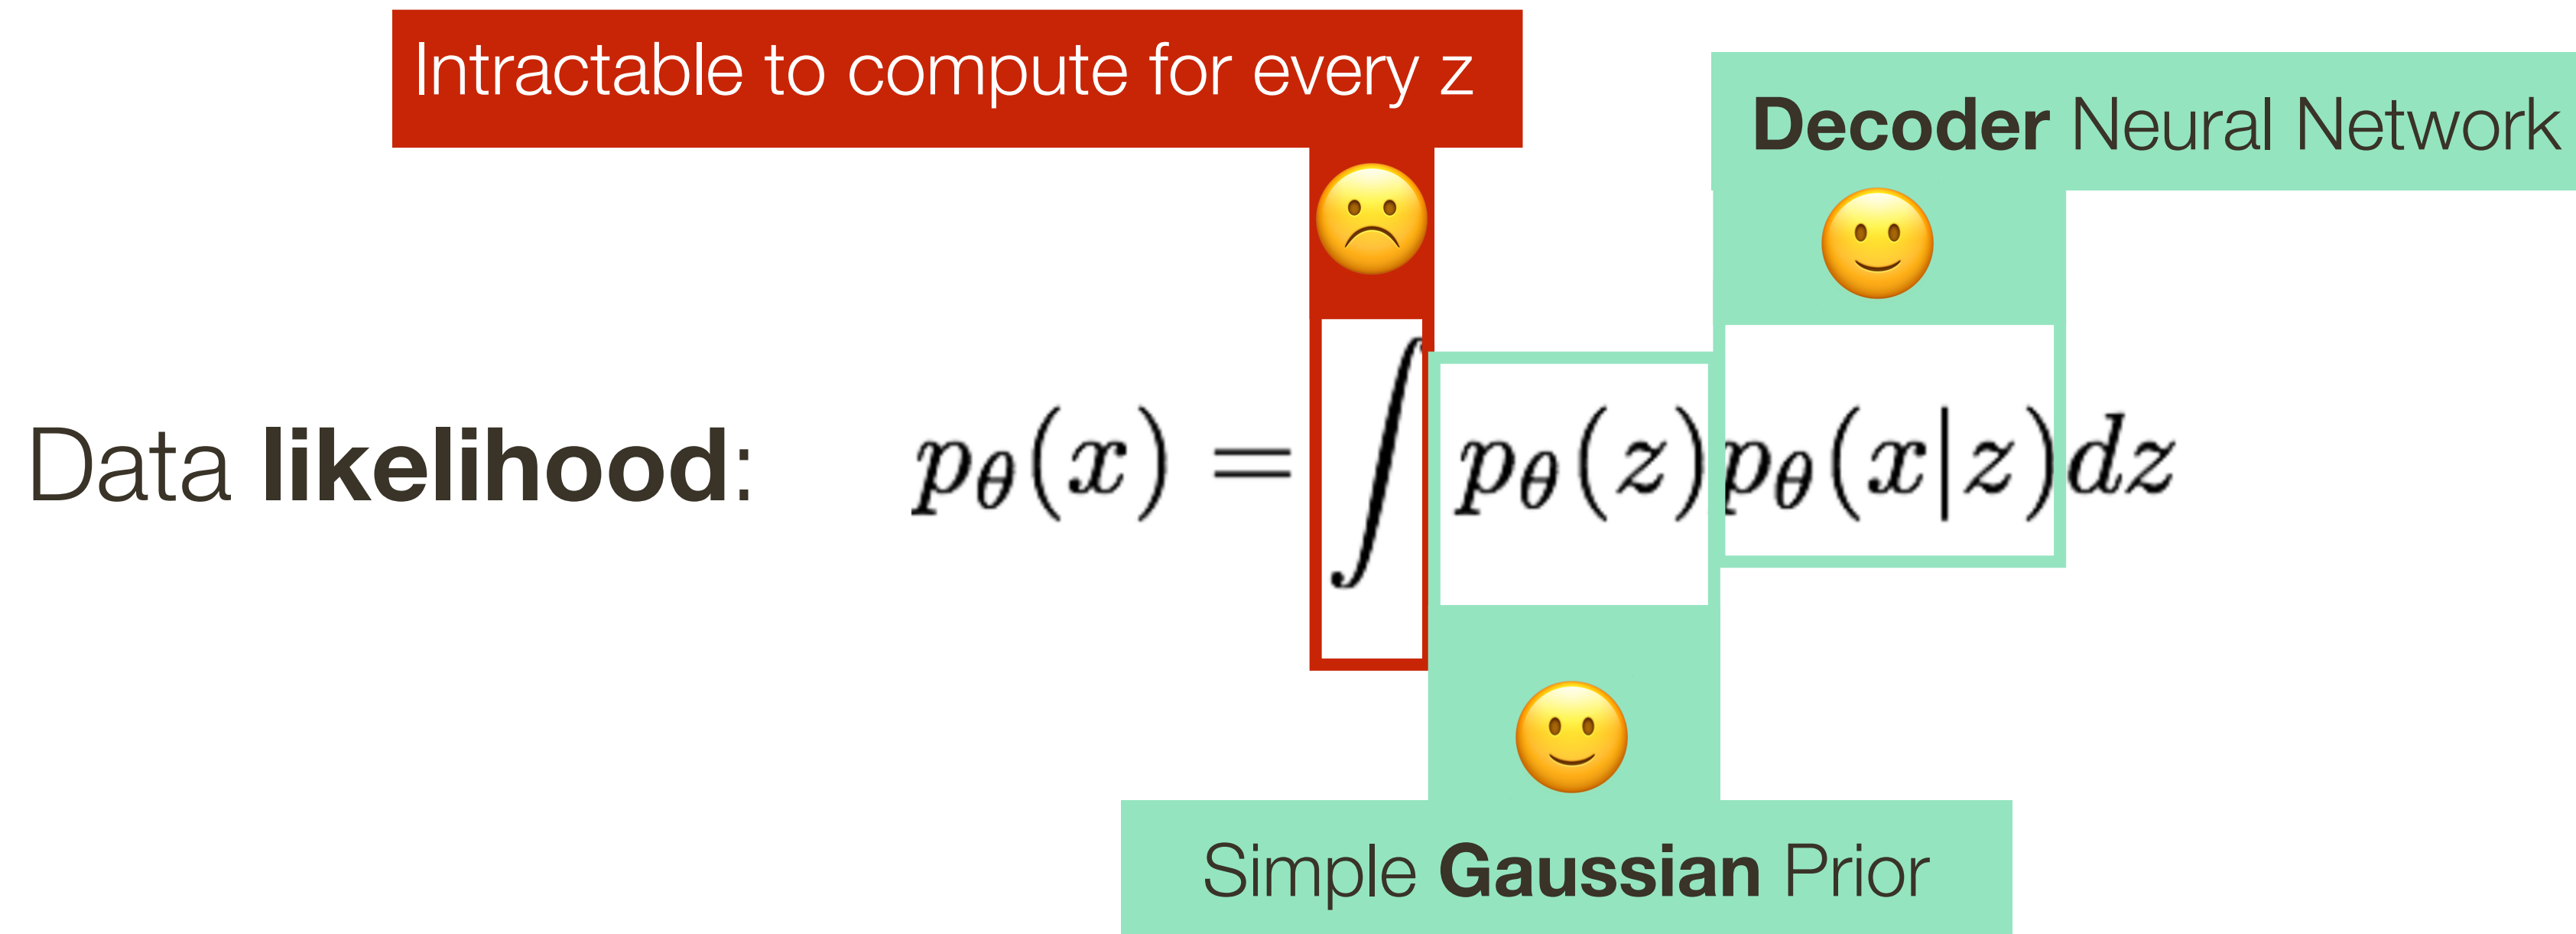 Intractable to compute for every z
Decoder Neural Network
Data likelihood: pθ(x) = ∫ pθ(z)pθ(x|z)dz
Simple Gaussian Prior